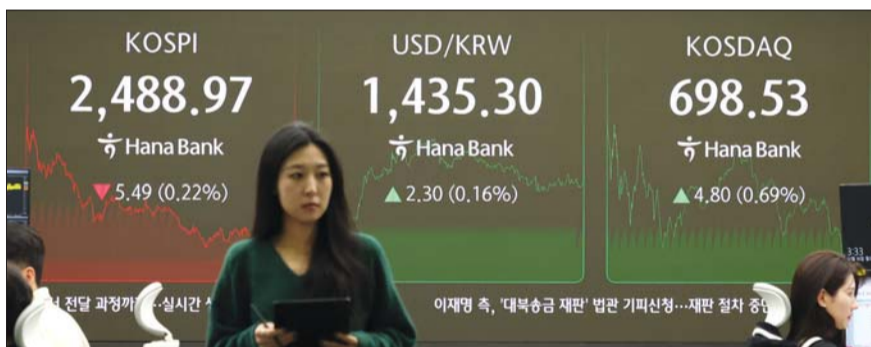 KOSPI
2,488.97
Hana Bank
▼5.49 (0.22%)
USD/KRW
1,435.30
Hana Bank
▲2.30 (0.16%)
KOSDAQ
698.53
Hana Bank
▲4.80 (0.69%)
전달 과정까 …실시간
이재명 측, '대북송금 재판' 법관 기피신청…재판 절차 중단
3:33